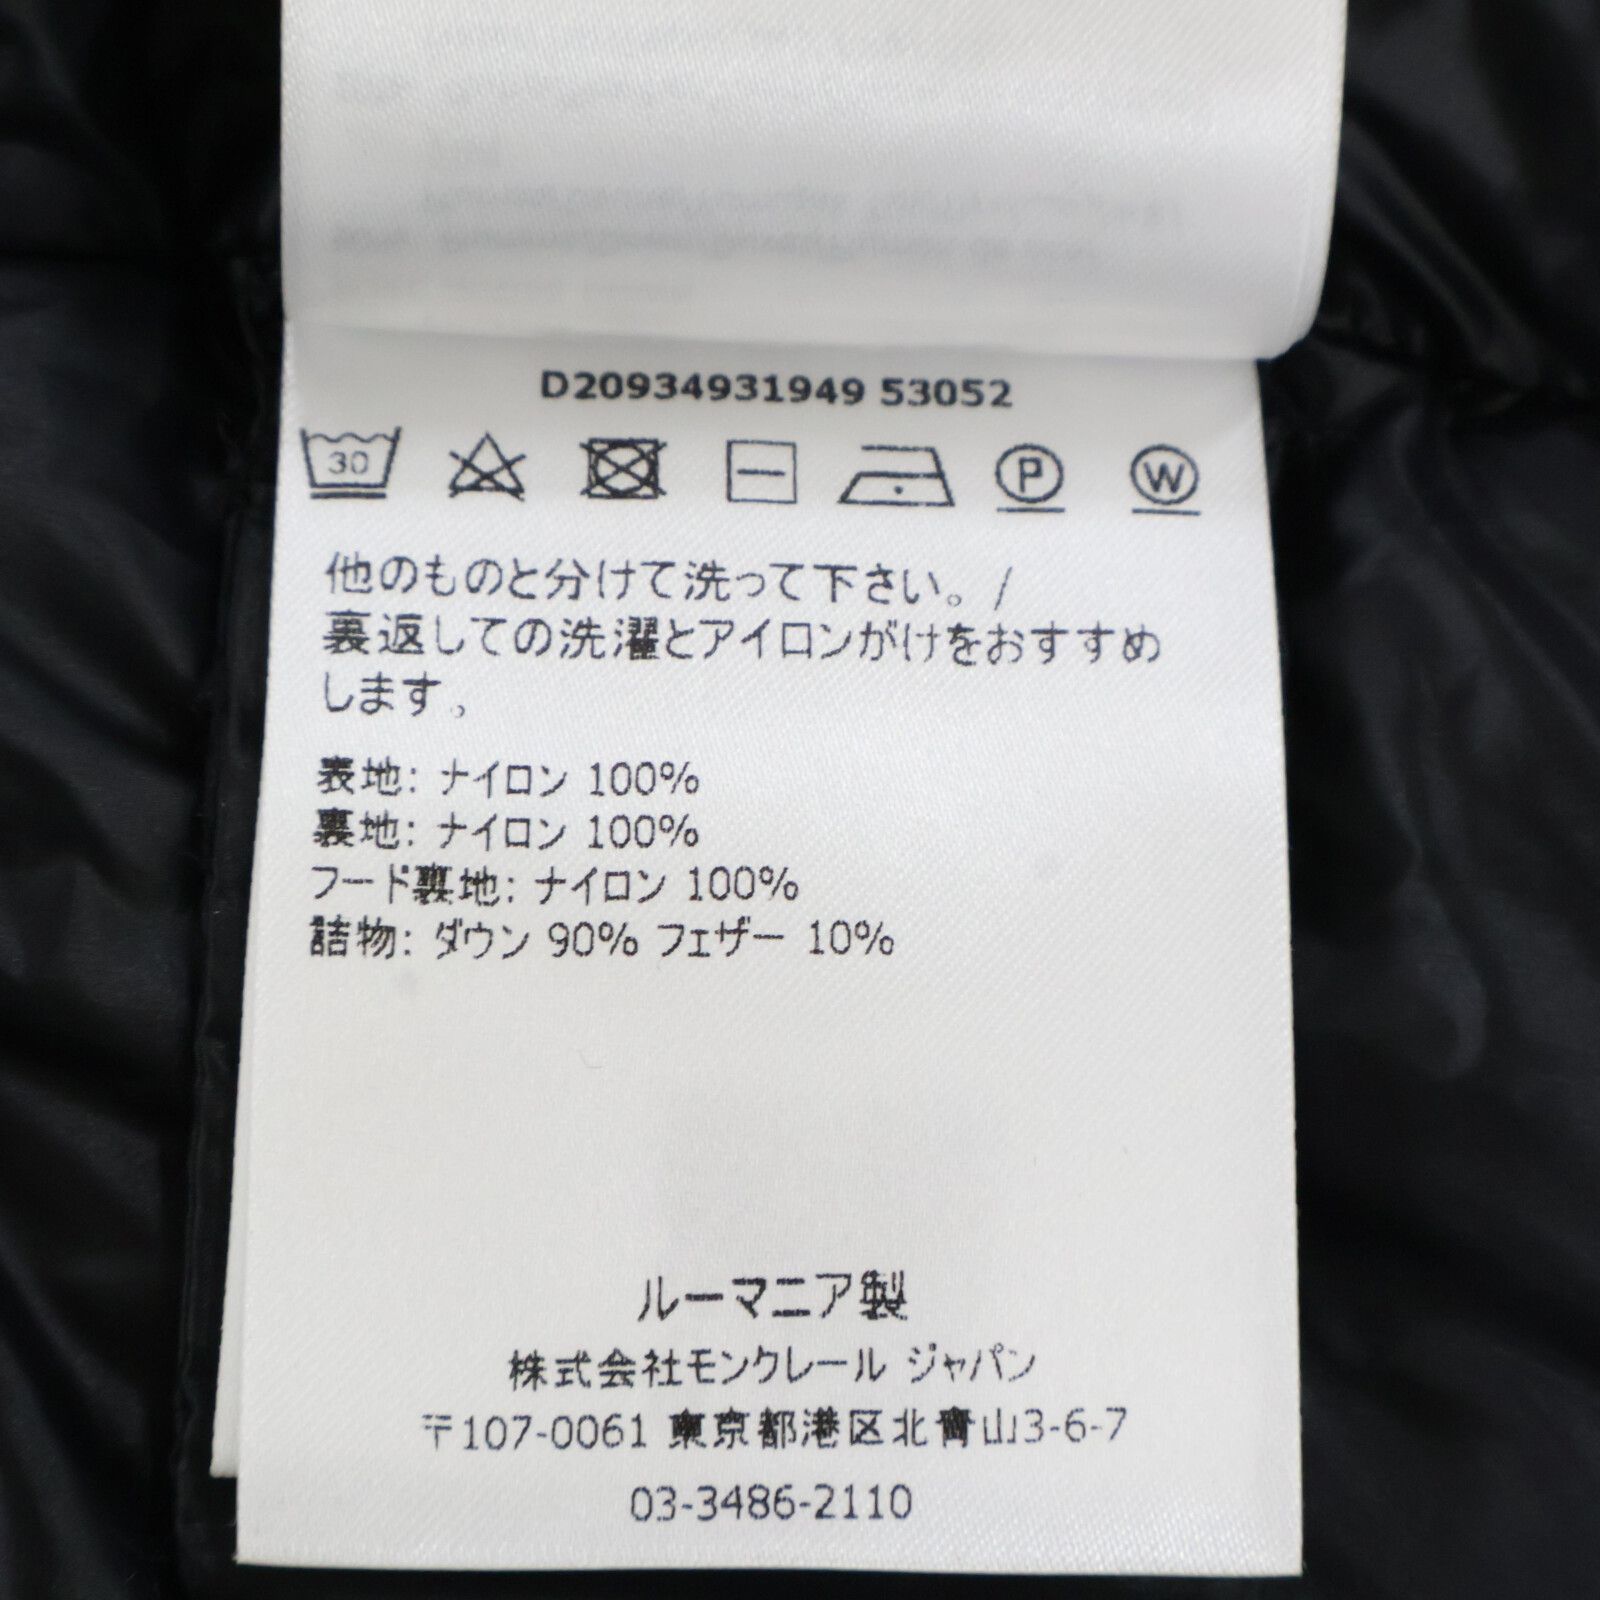 D20934931949 53052
30 P W
他のものと分けて洗って下さい。/
裏返しての洗濯とアイロンがけをおすすめ
します。
表地: ナイロン 100%
裏地: ナイロン 100%
フード裏地: ナイロン 100%
詰物: ダウン 90% フェザー 10%
ルーマニア製
株式会社モンクレール ジャパン
〒107-0061 東京都港区北青山3-6-7
03-3486-2110